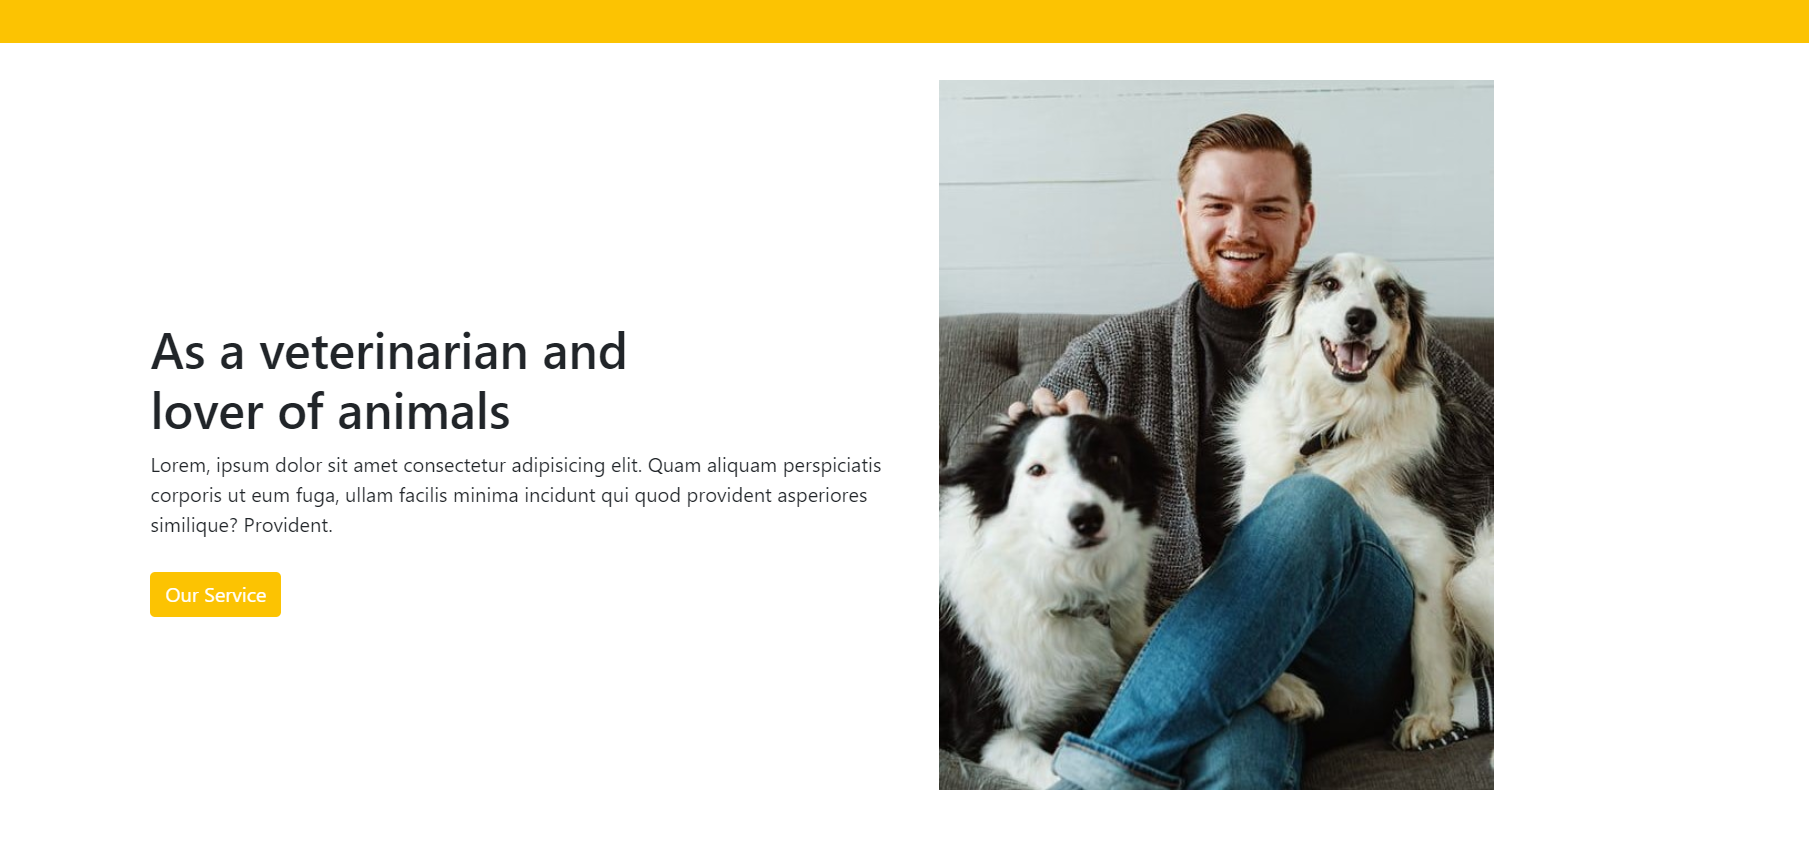 As a veterinarian and
lover of animals
Lorem, ipsum dolor sit amet consectetur adipisicing elit. Quam aliquam perspiciatis
corporis ut eum fuga, ullam facilis minima incidunt qui quod provident asperiores
similique? Provident.
Our Service